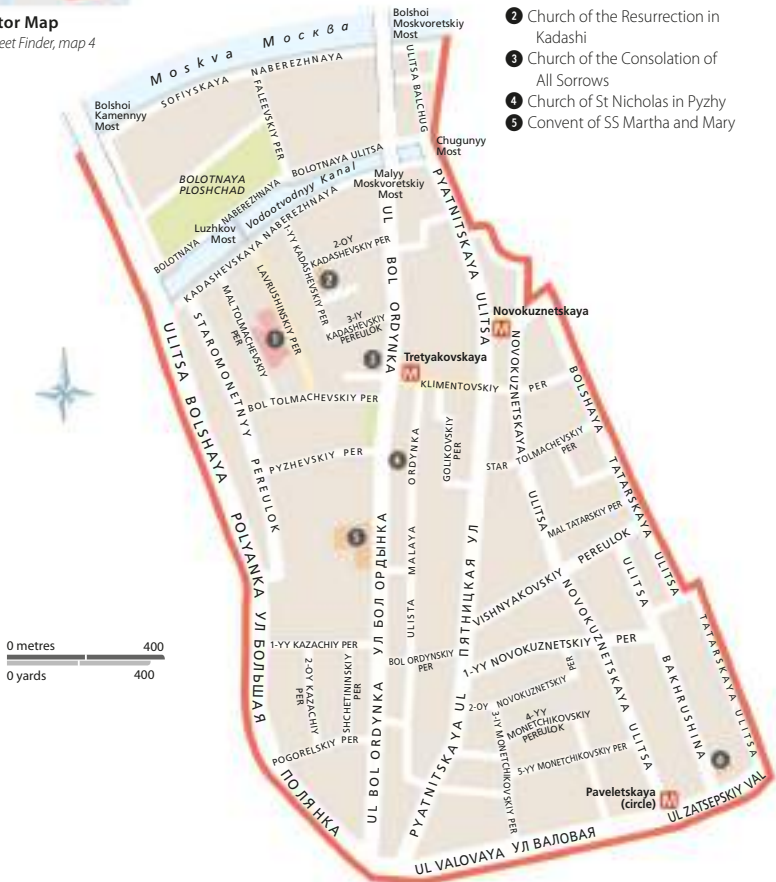 tor Map
eet Finder, map 4
2 Church of the Resurrection in
Kadashi
3 Church of the Consolation of
All Sorrows
4 Church of St Nicholas in Pyzhy
5 Convent of SS Martha and Mary
Bolshoi
Moskvoretskiy
Most
Moskva Москва
SOFIYSKAYA NABEREZHNAYA
ULITSA BALCHUG
FALEEVSKIY PER
Bolshoi
Kamennyy
Most
Chugunyy
Most
BOLOTNAYA ULITSA
BOLOTNAYA
PLOSHCHAD
Malyy
Moskvoretskiy
Most
BOLOTNAYA NABEREZHNAYA
Vodootvodnyy Kanal
Luzhkov
Most
KADASHEVSKAYA NABEREZHNAYA
1-YY KADASHEVSKIY PER
2-OY
KADASHEVSKIY PER
2
UL BOL ORDYNKA
PYATNITSKAYA ULITSA
LAVRUSHINSKIY PER
MAL TOLMACHEVSKIY
PER
3-IY
KADASHEVSKIY
PEREULOK
1
3
Novokuznetskaya
M
Tretyakovskaya
M
KLIMENTOVSKIY PER
STAROMONETNYY PEREULOK
ULITSA BOLSHAYA POLYANKA УЛ БОЛЬШАЯ ПОЛЯНКА
BOL TOLMACHEVSKIY PER
NOVOKUZNETSKAYA ULITSA
BOLSHAYA TATARSKAYA ULITSA
PYZHEVSKIY PER
4
ULISTA MALAYA ORDYNKA
GOLIKOVSKIY
PER
STAR TOLMACHEVSKIY
PER
MAL TATARSKIY PER
5
VISHNYAKOVSKIY PEREULOK
УЛ БОЛ ОРДЫНКА
ПЯТНИЦКАЯ УЛ
0 metres 400
0 yards 400
1-YY KAZACHIY PER
2-OY KAZACHIY
PER
SHCHETININSKIY
PER
BOL ORDYNSKIY
PER
1-YY NOVOKUZNETSKIY PER
2-OY NOVOKUZNETSKIY PER
NOVOKUZNETSKAYA ULITSA
ULITSA BAKHRUSHINA
TATARSKAYA ULITSA
3-IY MONETCHIKOVSKIY PER
4-YY
MONETCHIKOVSKIY
PEREULOK
5-YY MONETCHIKOVSKIY PER
POGORELSKIY PER
UL BOL ORDYNKA
PYATNITSKAYA UL
6
Paveletskaya
(circle)
M
UL ZATSEPSKIY VAL
UL VALOVAYA УЛ ВАЛОВАЯ